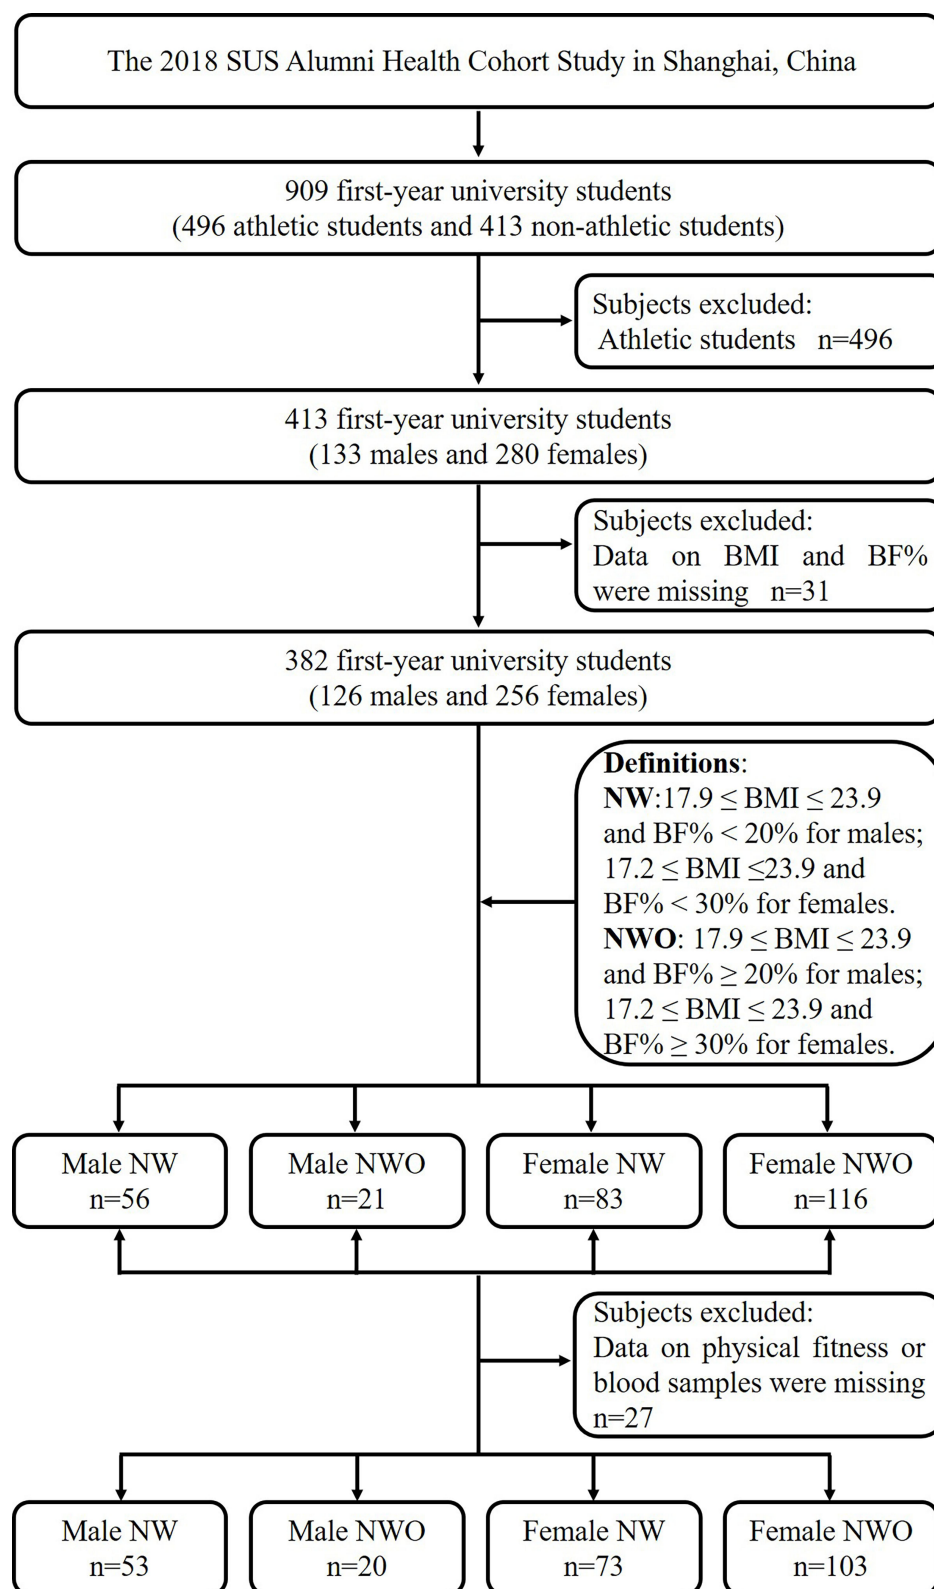 The 2018 SUS Alumni Health Cohort Study in Shanghai, China
909 first-year university students
(496 athletic students and 413 non-athletic students)
Subjects excluded:
Athletic students n=496
413 first-year university students
(133 males and 280 females)
Subjects excluded:
Data on BMI and BF%
were missing n=31
382 first-year university students
(126 males and 256 females)
Definitions:
NW:17.9 ≤ BMI ≤ 23.9
and BF% < 20% for males;
17.2 ≤ BMI ≤23.9 and
BF% < 30% for females.
NWO: 17.9 ≤ BMI ≤ 23.9
and BF% ≥ 20% for males;
17.2 ≤ BMI ≤ 23.9 and
BF% ≥ 30% for females.
Male NW
n=56
Male NWO
n=21
Female NW
n=83
Female NWO
n=116
Subjects excluded:
Data on physical fitness or
blood samples were missing
n=27
Male NW
n=53
Male NWO
n=20
Female NW
n=73
Female NWO
n=103